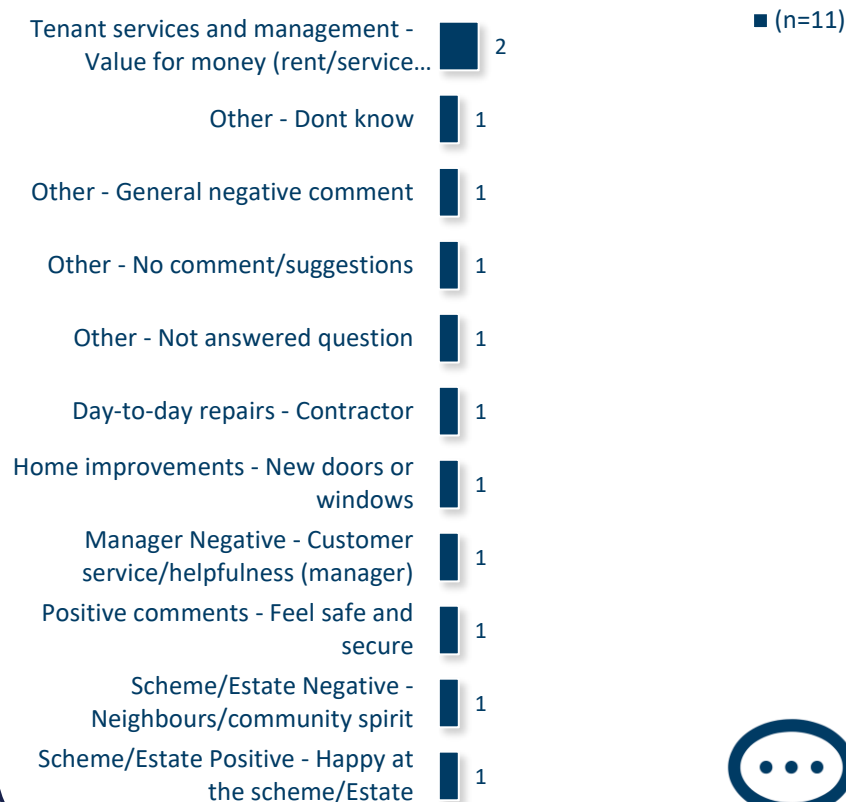 (n=11)
Tenant services and management -
Value for money (rent/service...
2
Other - Dont know
1
Other - General negative comment
1
Other - No comment/suggestions
1
Other - Not answered question
1
Day-to-day repairs - Contractor
1
Home improvements - New doors or
windows
1
Manager Negative - Customer
service/helpfulness (manager)
1
Positive comments - Feel safe and
secure
1
Scheme/Estate Negative -
Neighbours/community spirit
1
Scheme/Estate Positive - Happy at
the scheme/Estate
1